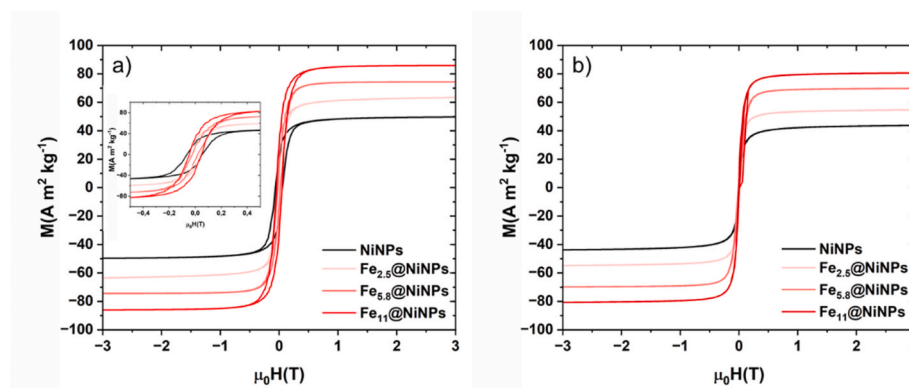 a)
M(A m² kg⁻¹)
100
80
60
40
20
0
−20
−40
−60
−80
−100
−3
−2
−1
0
1
2
3
μ₀H(T)
M(A m² kg⁻¹)
80
40
0
-40
-80
-0,4
-0,2
0,0
0,2
0,4
μ₀H(T)
NiNPs
Fe₂.₅@NiNPs
Fe₅.₈@NiNPs
Fe₁₁@NiNPs
b)
M(A m² kg⁻¹)
100
80
60
40
20
0
−20
−40
−60
−80
−100
−3
−2
−1
0
1
2
μ₀H(T)
NiNPs
Fe₂.₅@NiNPs
Fe₅.₈@NiNPs
Fe₁₁@NiNPs